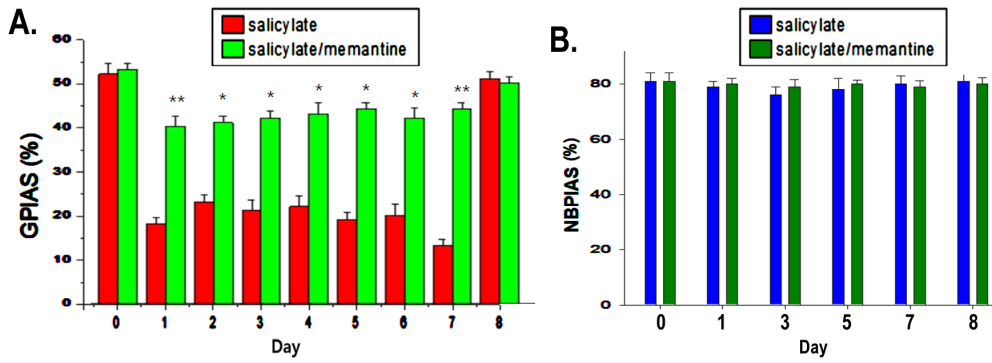 A.
salicylate
salicylate/memantine
60
50
40
30
20
10
0
GPIAS (%)
** * * * * * **
0 1 2 3 4 5 6 7 8
Day
B.
salicylate
salicylate/memantine
80
60
40
20
0
NBPIAS (%)
0 1 3 5 7 8
Day